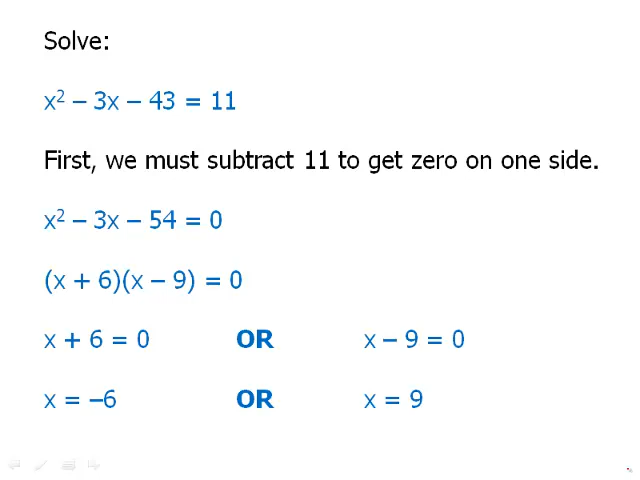 Solve:
x² – 3x – 43 = 11
First, we must subtract 11 to get zero on one side.
x² – 3x – 54 = 0
(x + 6)(x – 9) = 0
x + 6 = 0 OR x – 9 = 0
x = –6 OR x = 9